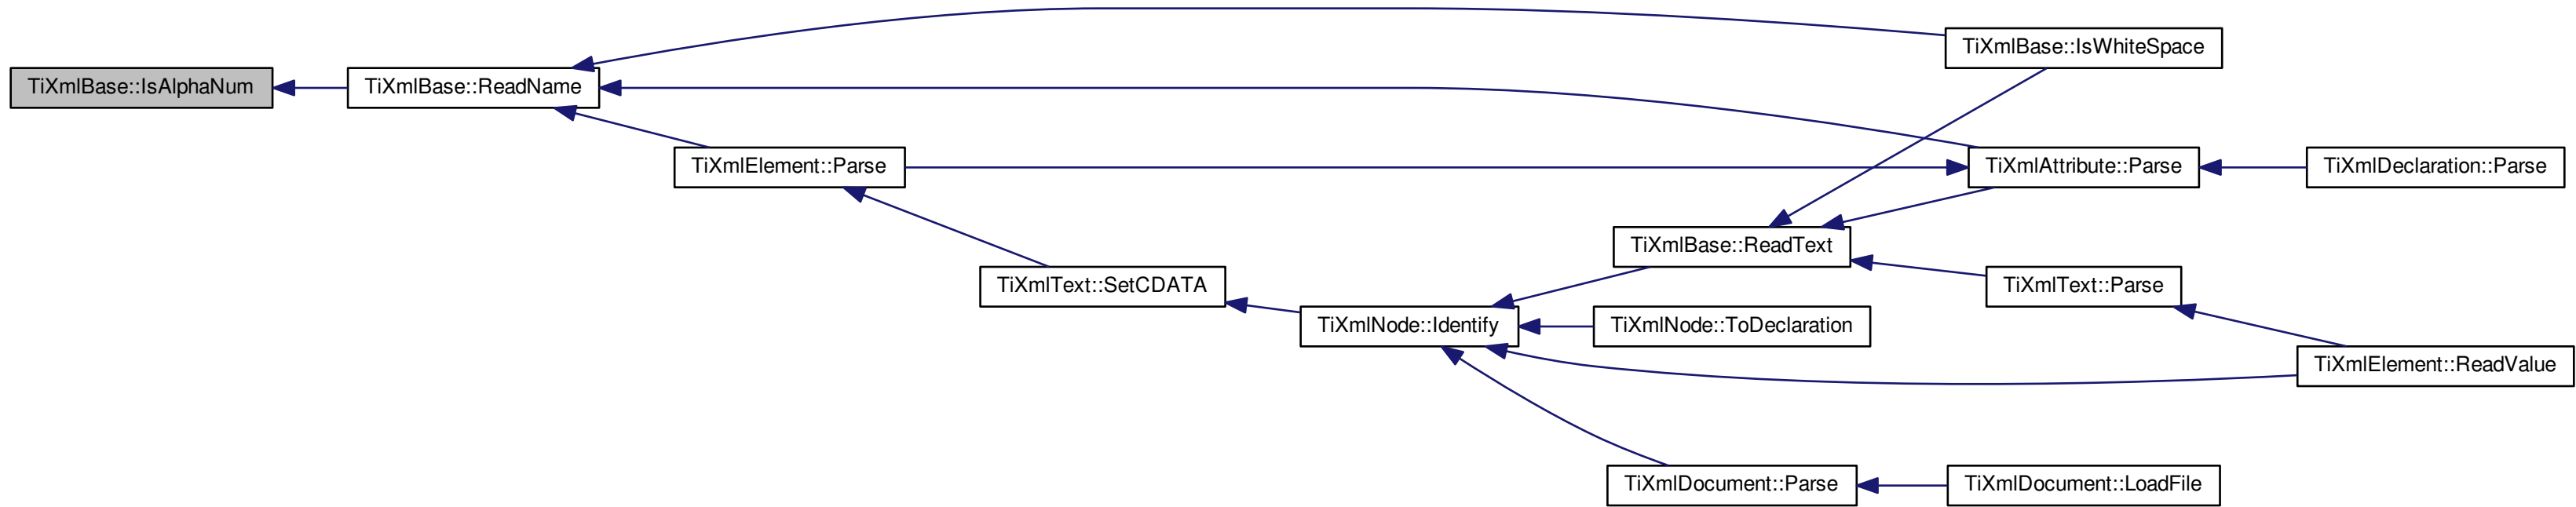 TiXmlBase::IsAlphaNum
TiXmlBase::ReadName
TiXmlBase::IsWhiteSpace
TiXmlElement::Parse
TiXmlAttribute::Parse
TiXmlDeclaration::Parse
TiXmlText::SetCDATA
TiXmlBase::ReadText
TiXmlText::Parse
TiXmlNode::Identify
TiXmlNode::ToDeclaration
TiXmlElement::ReadValue
TiXmlDocument::Parse
TiXmlDocument::LoadFile